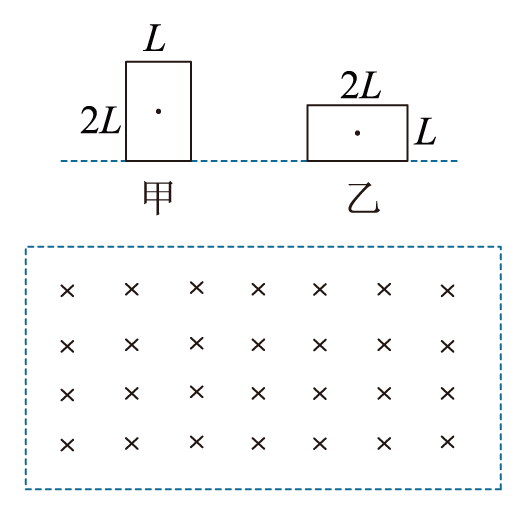 L
2L
2L
L
甲
乙
× × × × × × ×
× × × × × × ×
× × × × × × ×
× × × × × × ×